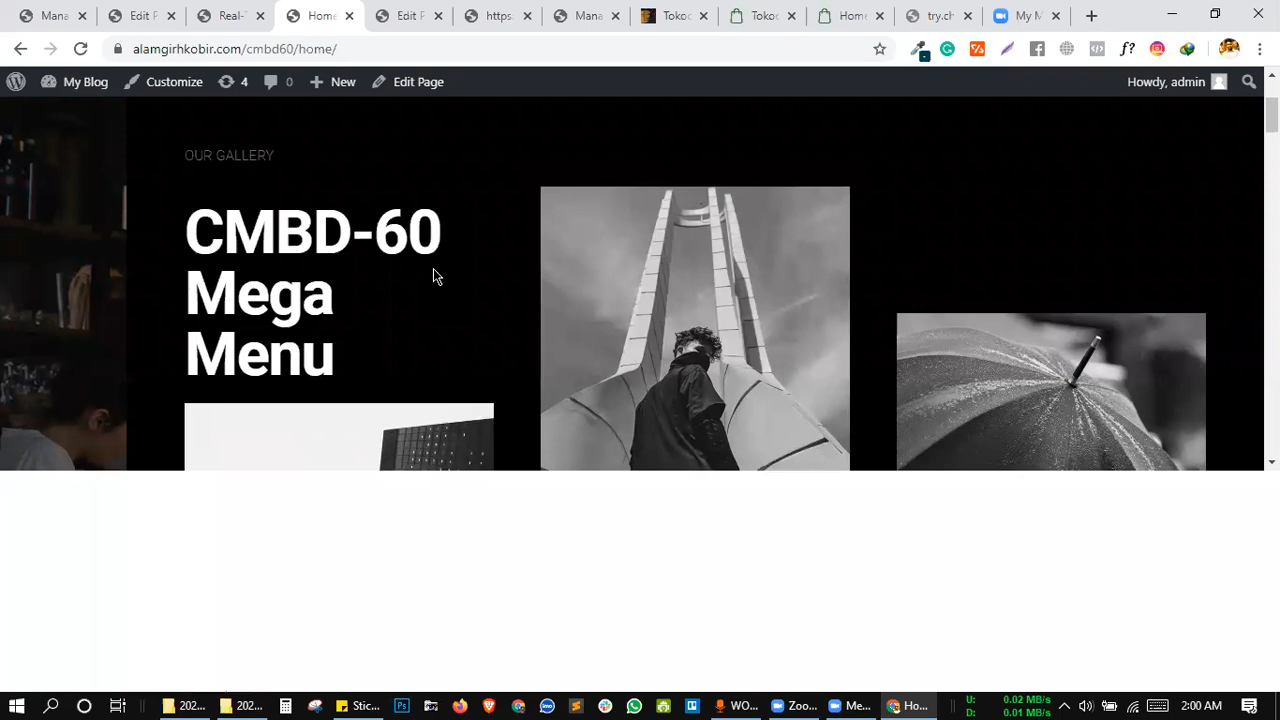 Mana
Edit P
Real-T
Home
Edit P
https:
Mana
Tokoc
Tokoc
Home
try.ch
My M
alamgirhkobir.com/cmbd60/home/
My Blog
Customize
4
0
New
Edit Page
Howdy, admin
OUR GALLERY
CMBD-60
Mega
Menu
202...
202...
Stic...
WO...
Zoo...
Me...
Ho...
U: 0.02 MB/s
D: 0.01 MB/s
2:00 AM